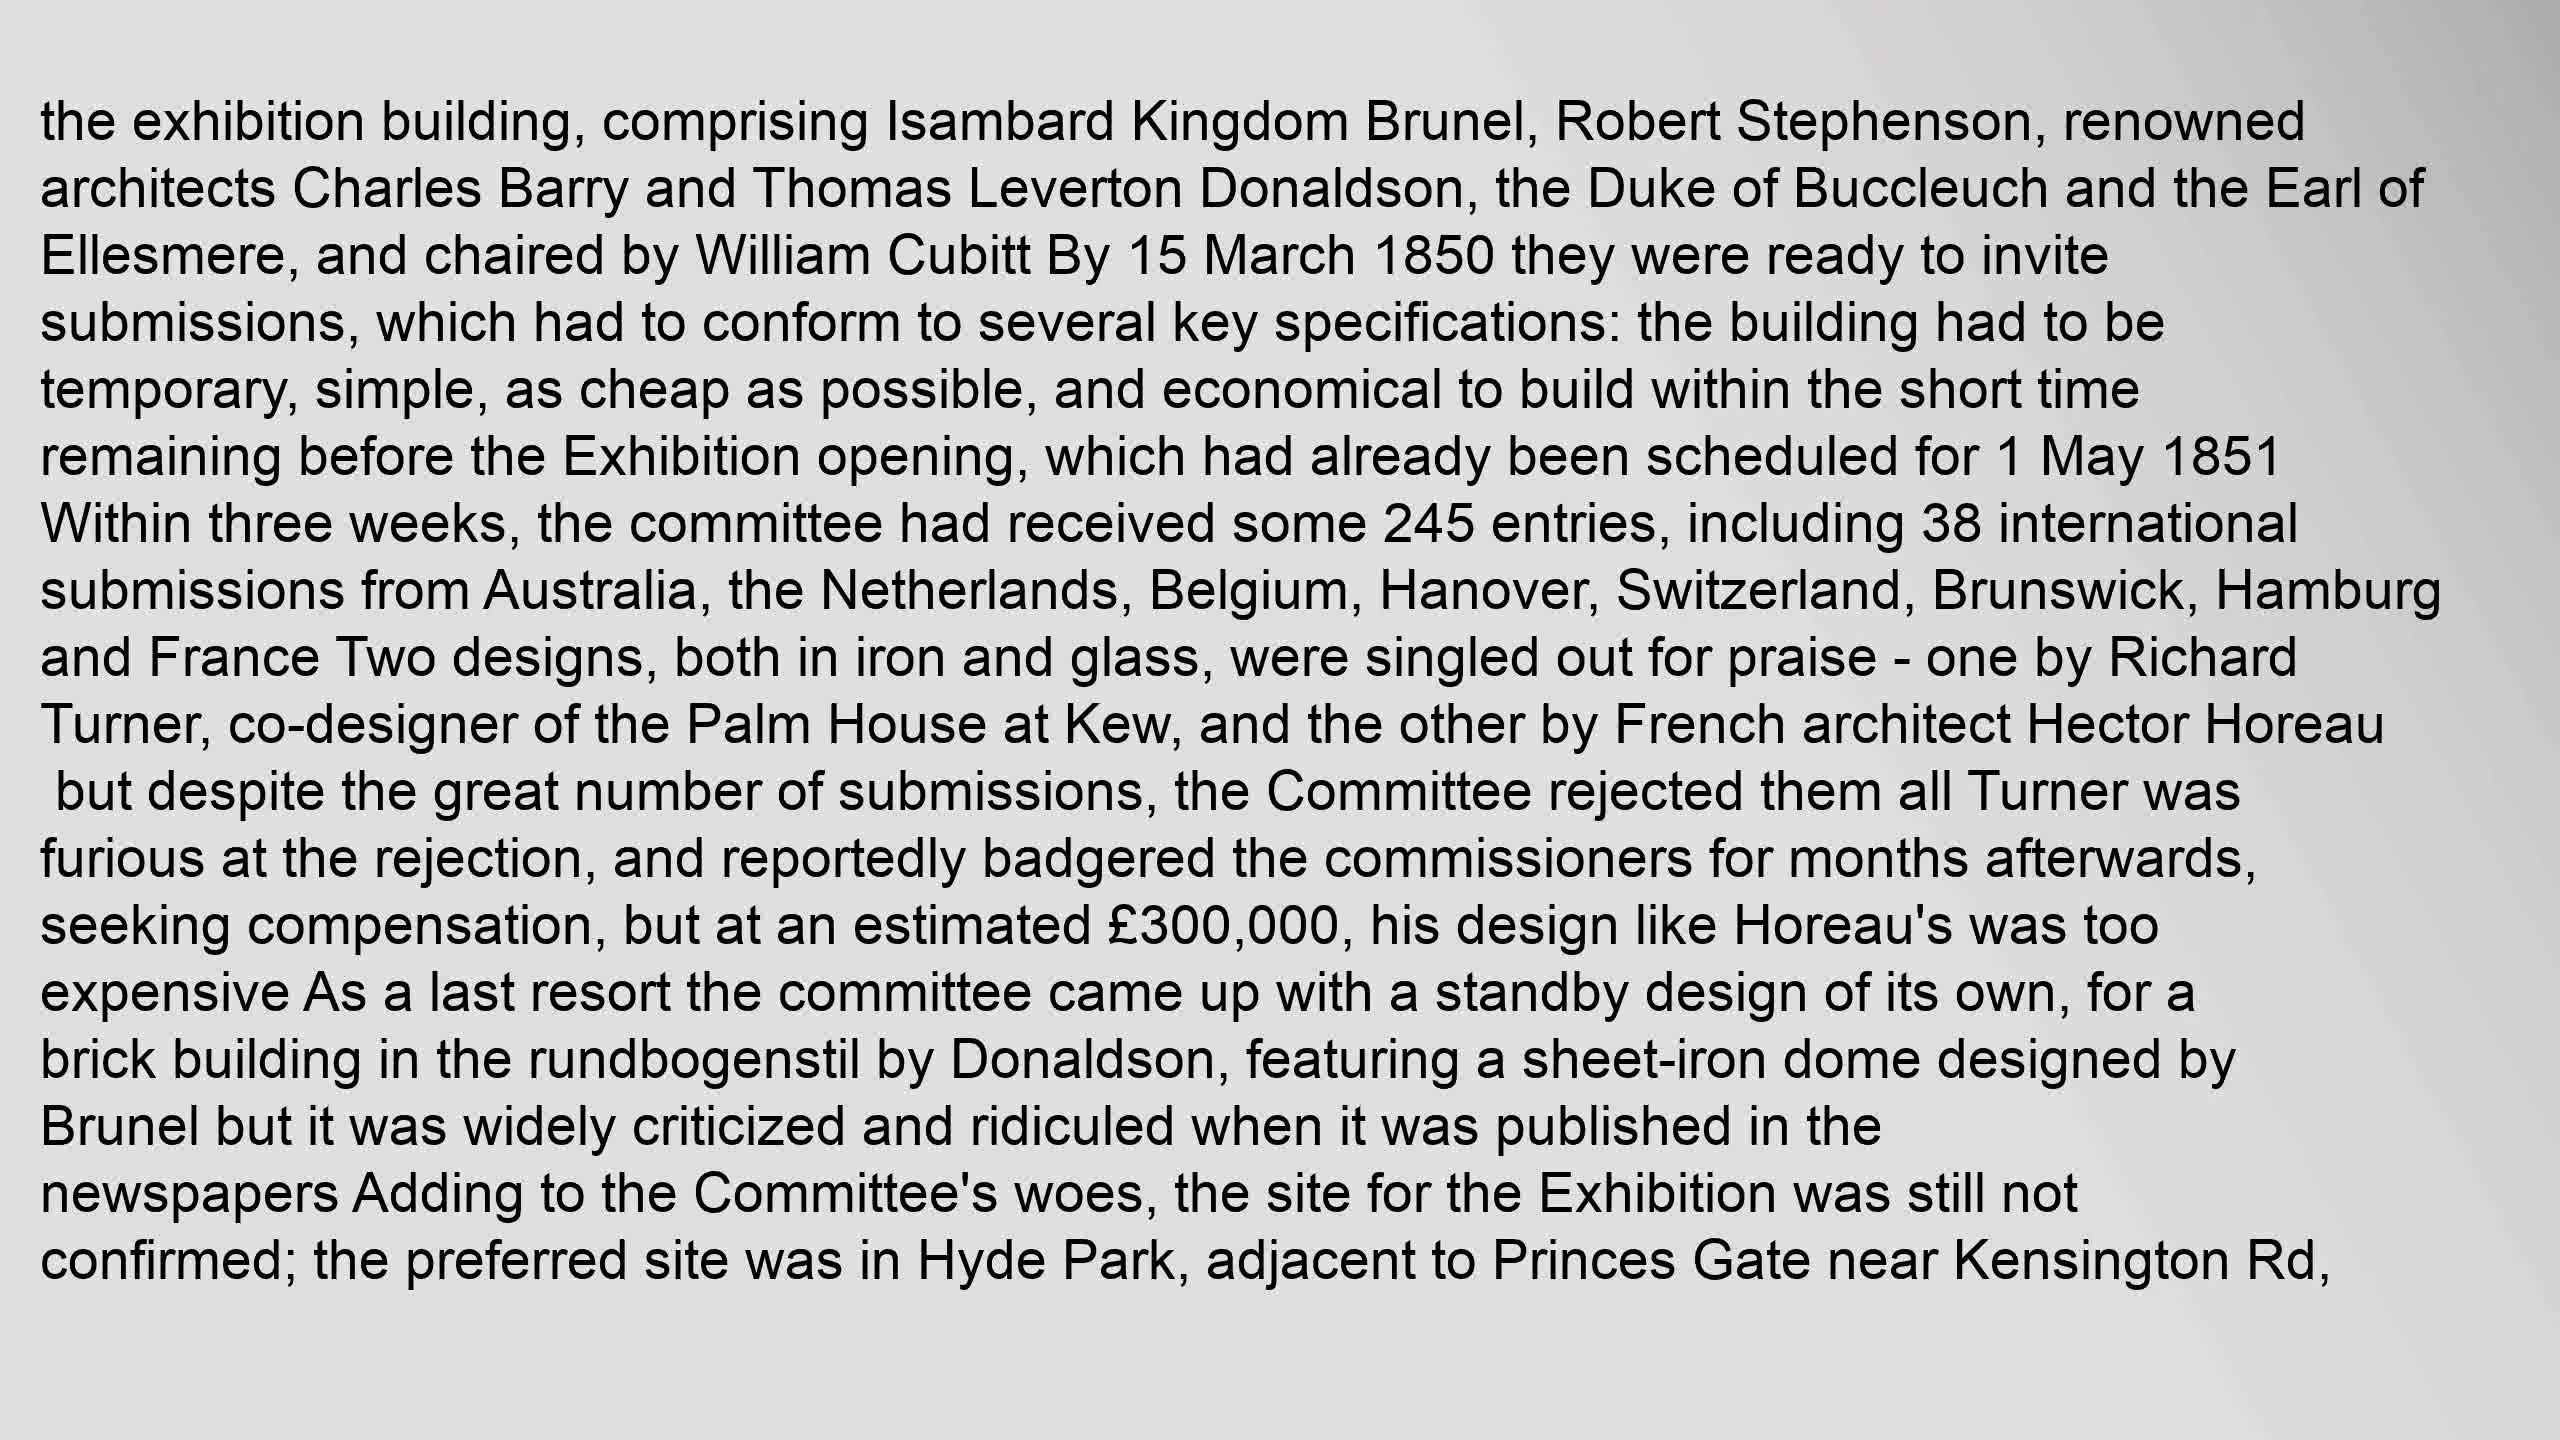 the exhibition building, comprising Isambard Kingdom Brunel, Robert Stephenson, renowned
architects Charles Barry and Thomas Leverton Donaldson, the Duke of Buccleuch and the Earl of
Ellesmere, and chaired by William Cubitt By 15 March 1850 they were ready to invite
submissions, which had to conform to several key specifications: the building had to be
temporary, simple, as cheap as possible, and economical to build within the short time
remaining before the Exhibition opening, which had already been scheduled for 1 May 1851
Within three weeks, the committee had received some 245 entries, including 38 international
submissions from Australia, the Netherlands, Belgium, Hanover, Switzerland, Brunswick, Hamburg
and France Two designs, both in iron and glass, were singled out for praise - one by Richard
Turner, co-designer of the Palm House at Kew, and the other by French architect Hector Horeau
but despite the great number of submissions, the Committee rejected them all Turner was
furious at the rejection, and reportedly badgered the commissioners for months afterwards,
seeking compensation, but at an estimated £300,000, his design like Horeau's was too
expensive As a last resort the committee came up with a standby design of its own, for a
brick building in the rundbogenstil by Donaldson, featuring a sheet-iron dome designed by
Brunel but it was widely criticized and ridiculed when it was published in the
newspapers Adding to the Committee's woes, the site for the Exhibition was still not
confirmed; the preferred site was in Hyde Park, adjacent to Princes Gate near Kensington Rd,